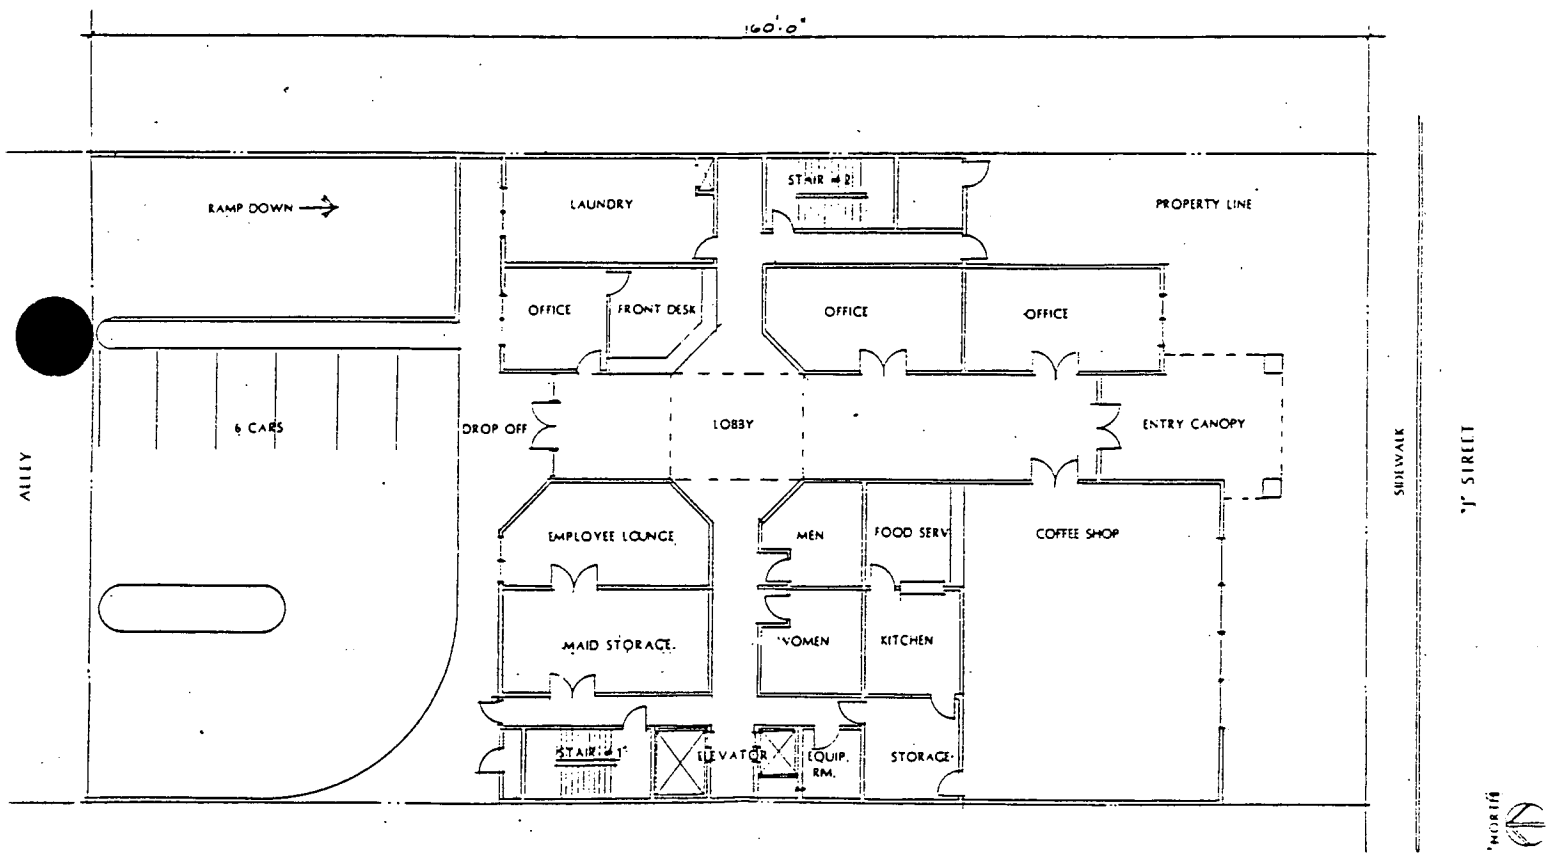 160'-0"
RAMP DOWN
LAUNDRY
STAIR #2
PROPERTY LINE
OFFICE
FRONT DESK
OFFICE
OFFICE
6 CARS
DROP OFF
LOBBY
ENTRY CANOPY
ALLEY
SIDEWALK
"J" STREET
EMPLOYEE LOUNGE
MEN
FOOD SERV
COFFEE SHOP
MAID STORAGE
WOMEN
KITCHEN
STAIR #1
ELEVATOR
EQUIP.
RM.
STORAGE
NORTH